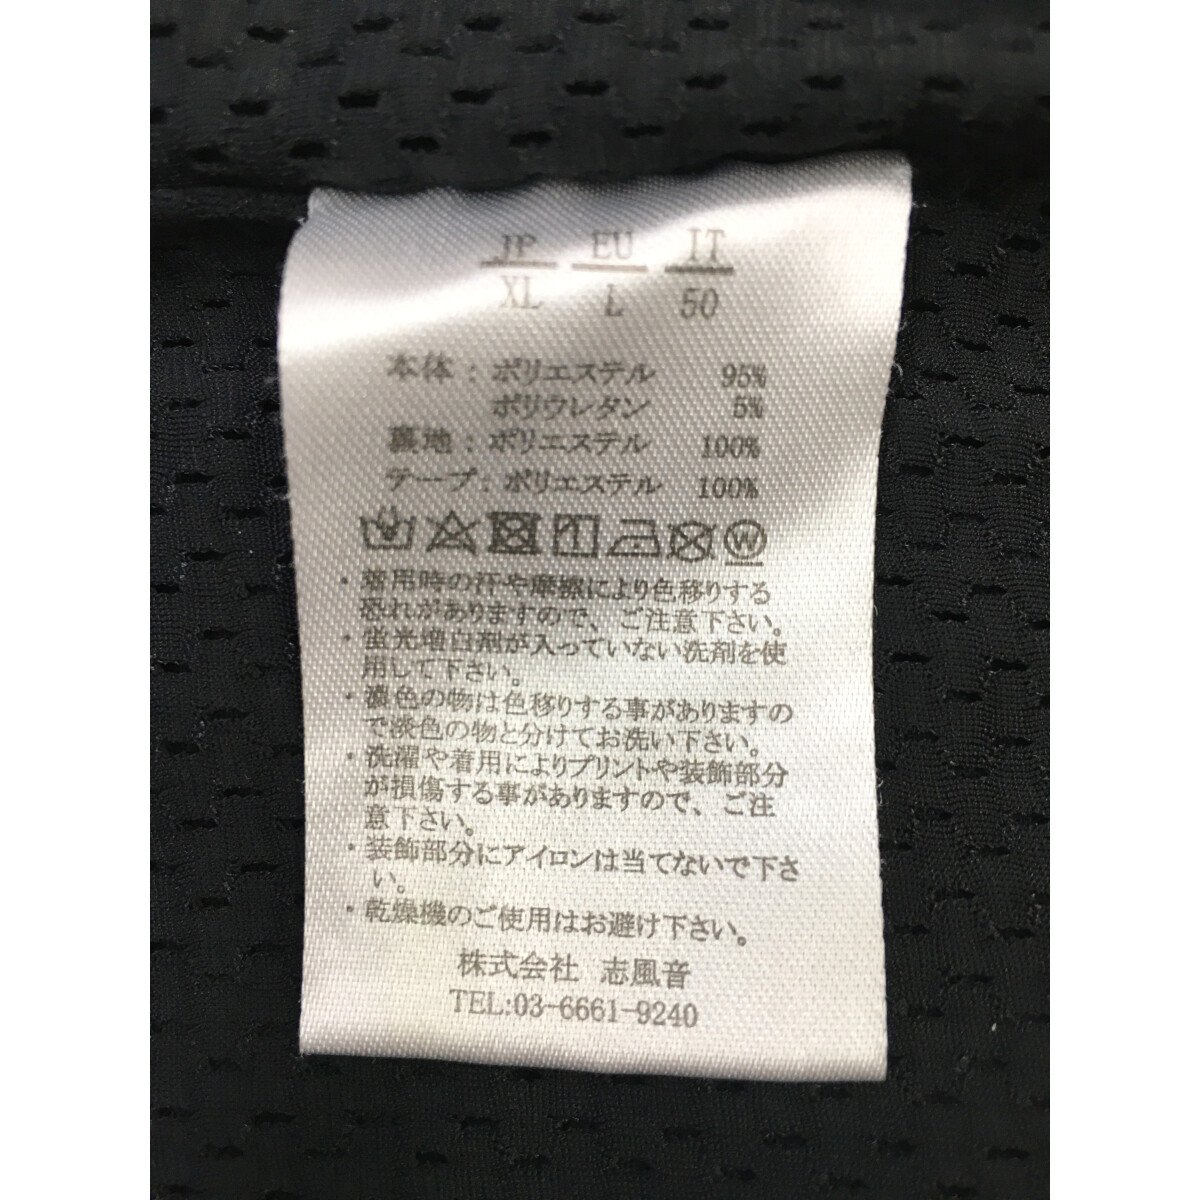 JP EU IT
XL L 50
本体：ポリエステル 95%
ポリウレタン 5%
裏地：ポリエステル 100%
テープ：ポリエステル 100%
W
・着用時の汗や摩擦により色移りする
恐れがありますので、ご注意下さい。
・蛍光増白剤が入っていない洗剤を使
用して下さい。
・濃色の物は色移りする事がありますの
で淡色の物と分けてお洗い下さい。
・洗濯や着用によりプリントや装飾部分
が損傷する事がありますので、ご注
意下さい。
・装飾部分にアイロンは当てないで下さ
い。
・乾燥機のご使用はお避け下さい。
株式会社 志風音
TEL:03-6661-9240